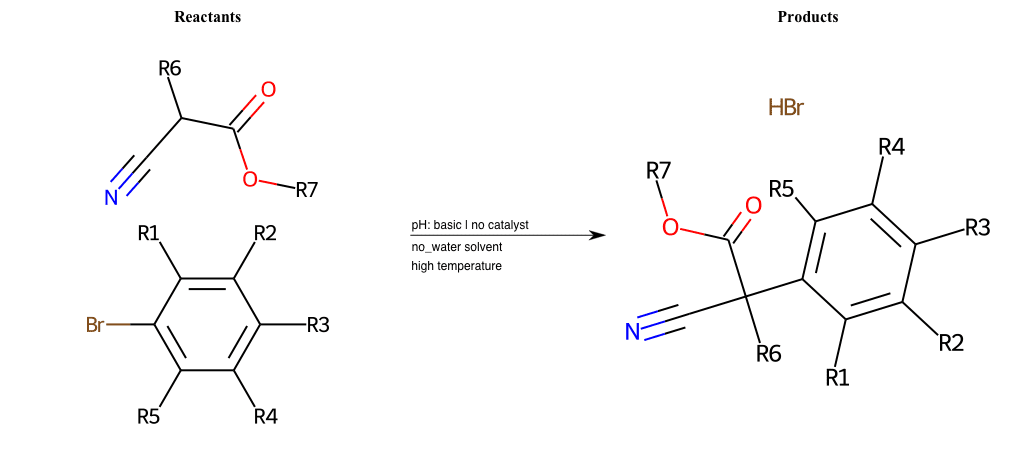 Reactants
Products
R6
O
N
O
R7
R1
R2
Br
R3
R5
R4
pH: basic | no catalyst
no_water solvent
high temperature
HBr
R4
R7
R5
O
O
R3
N
R6
R2
R1